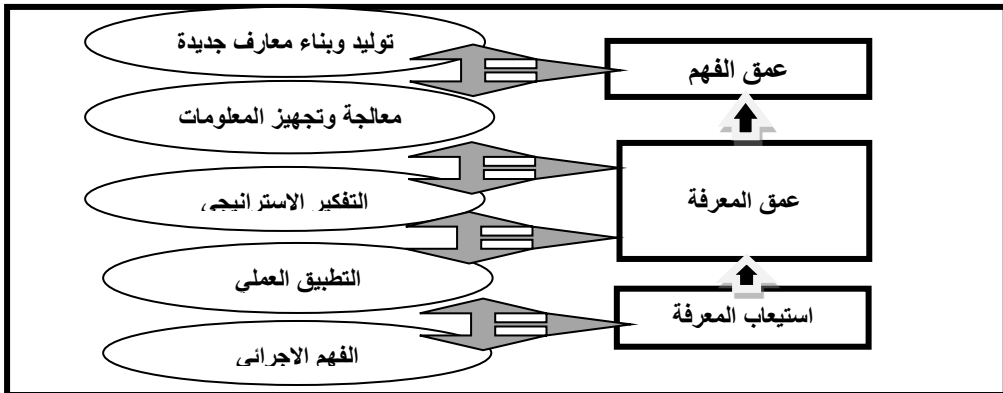 عمق الفهم
عمق المعرفة
استيعاب المعرفة
توليد وبناء معارف جديدة
معالجة وتجهيز المعلومات
التفكير الاستراتيجي
التطبيق العملي
الفهم الاجرائي